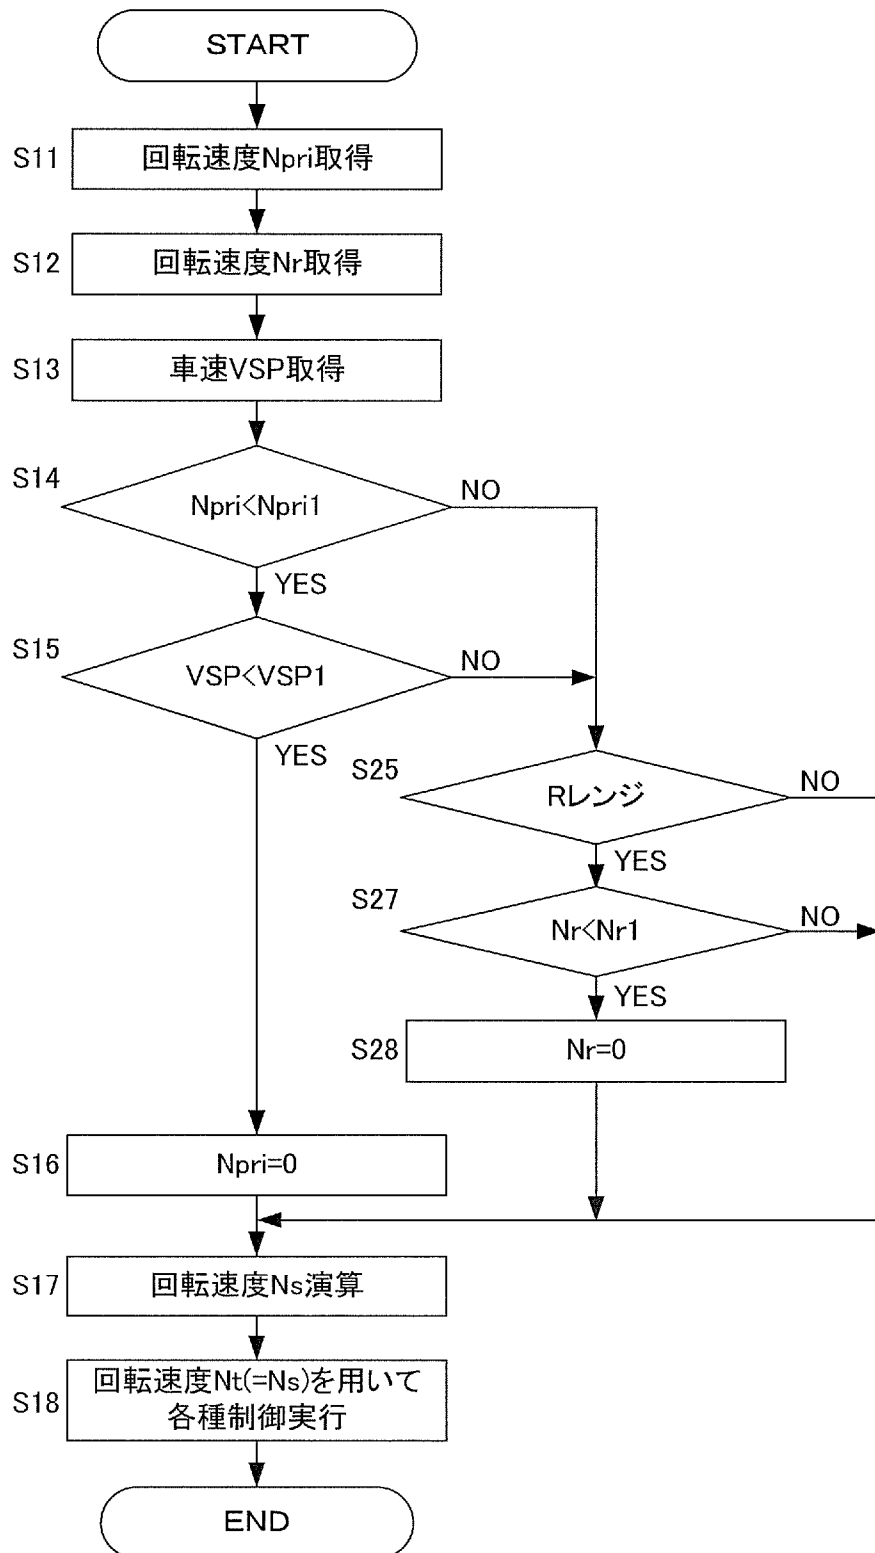 START
S11
回転速度Npri取得
S12
回転速度Nr取得
S13
車速VSP取得
S14
Npri<Npri1
NO
YES
S15
VSP<VSP1
NO
YES
S25
Rレンジ
NO
YES
S27
Nr<Nr1
NO
YES
S28
Nr=0
S16
Npri=0
S17
回転速度Ns演算
S18
回転速度Nt(=Ns)を用いて
各種制御実行
END